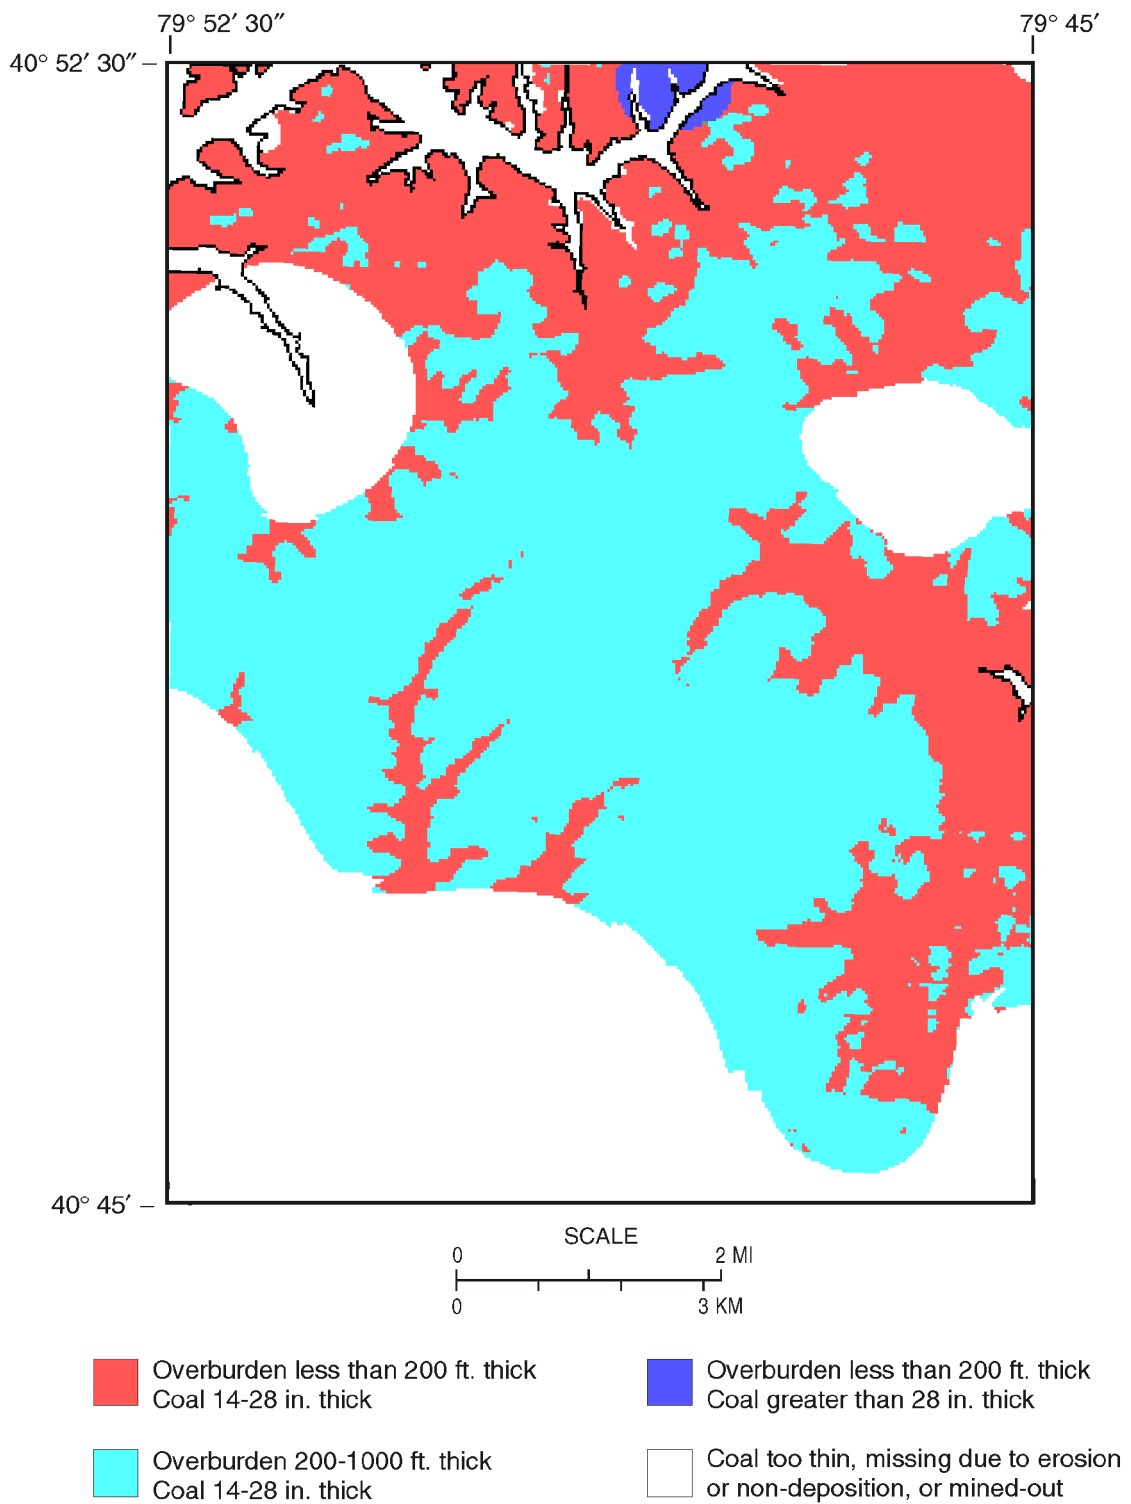 79° 52′ 30″
79° 45′
40° 52′ 30″
40° 45′
SCALE
0 2 MI
0 3 KM
Overburden less than 200 ft. thick
Coal 14-28 in. thick
Overburden less than 200 ft. thick
Coal greater than 28 in. thick
Overburden 200-1000 ft. thick
Coal 14-28 in. thick
Coal too thin, missing due to erosion
or non-deposition, or mined-out